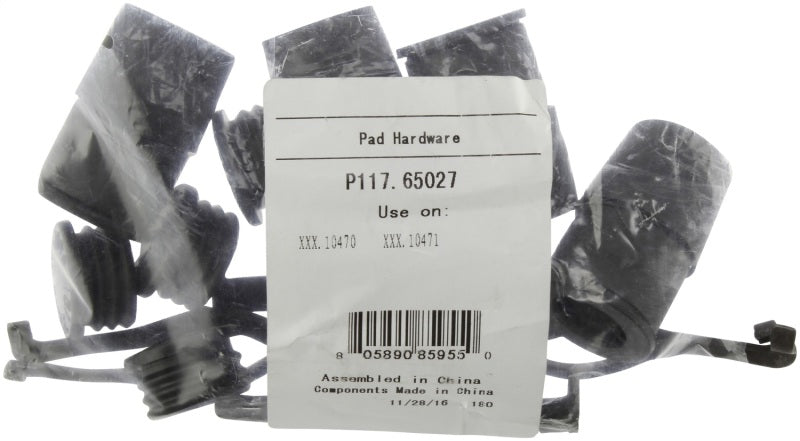 Pad Hardware
P117.65027
Use on:
XXX.10470 XXX.10471
8 05890 85955 0
Assembled in China
Components Made in China
11/28/16 180